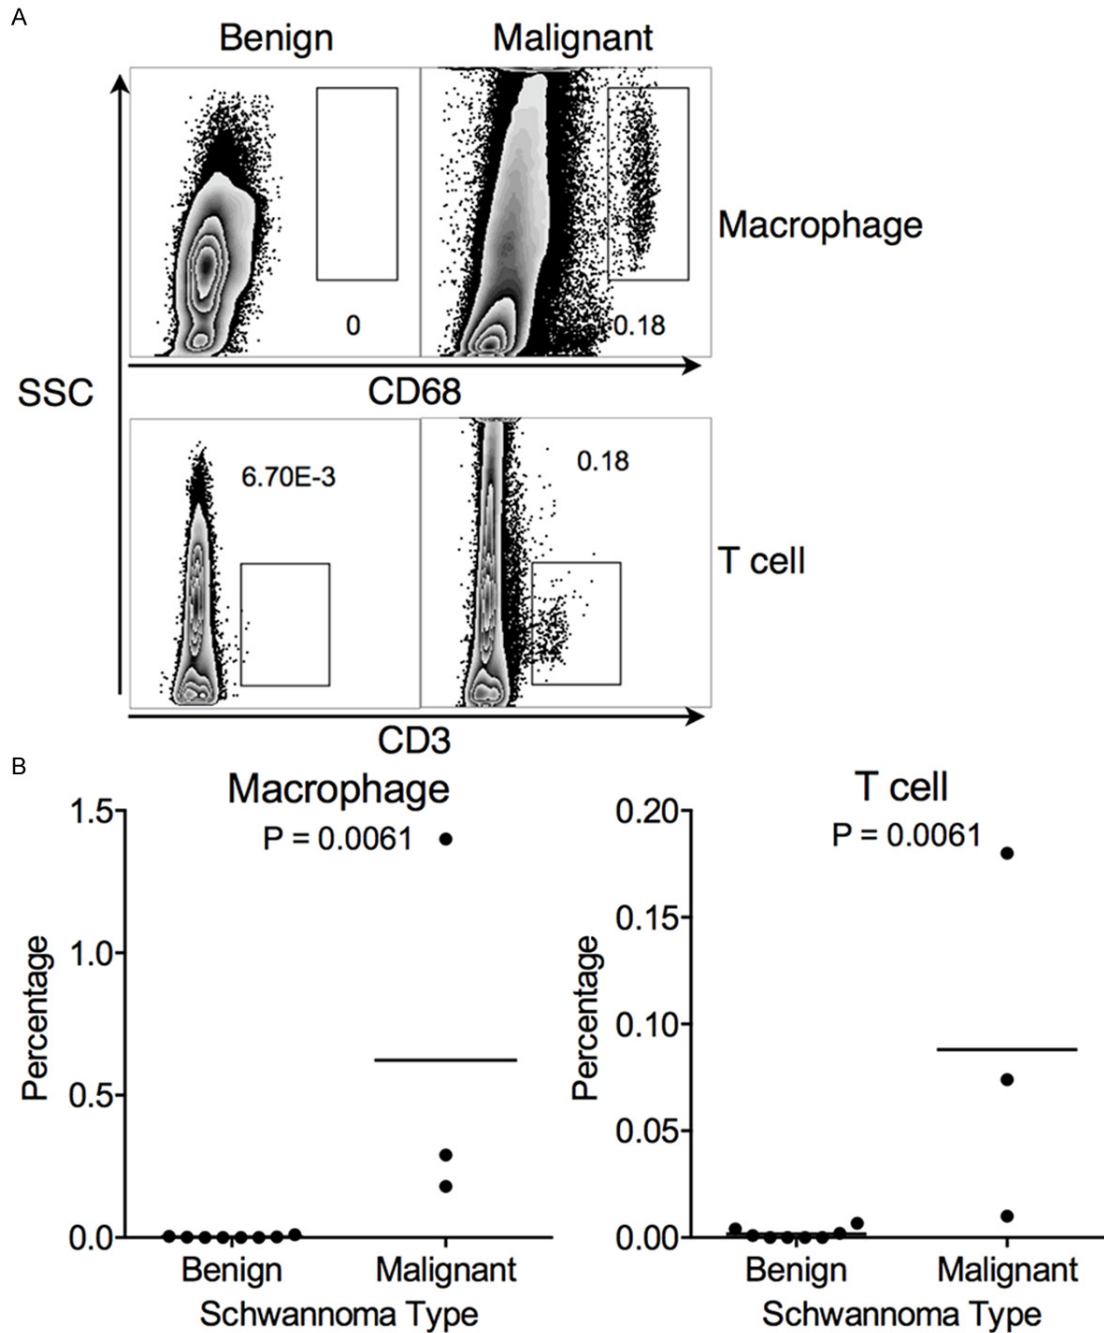 A
Benign
Malignant
0
0.18
Macrophage
SSC
CD68
6.70E-3
0.18
T cell
CD3
B
Macrophage
P = 0.0061
1.5
1.0
0.5
0.0
Percentage
Benign
Malignant
Schwannoma Type
T cell
P = 0.0061
0.20
0.15
0.10
0.05
0.00
Percentage
Benign
Malignant
Schwannoma Type